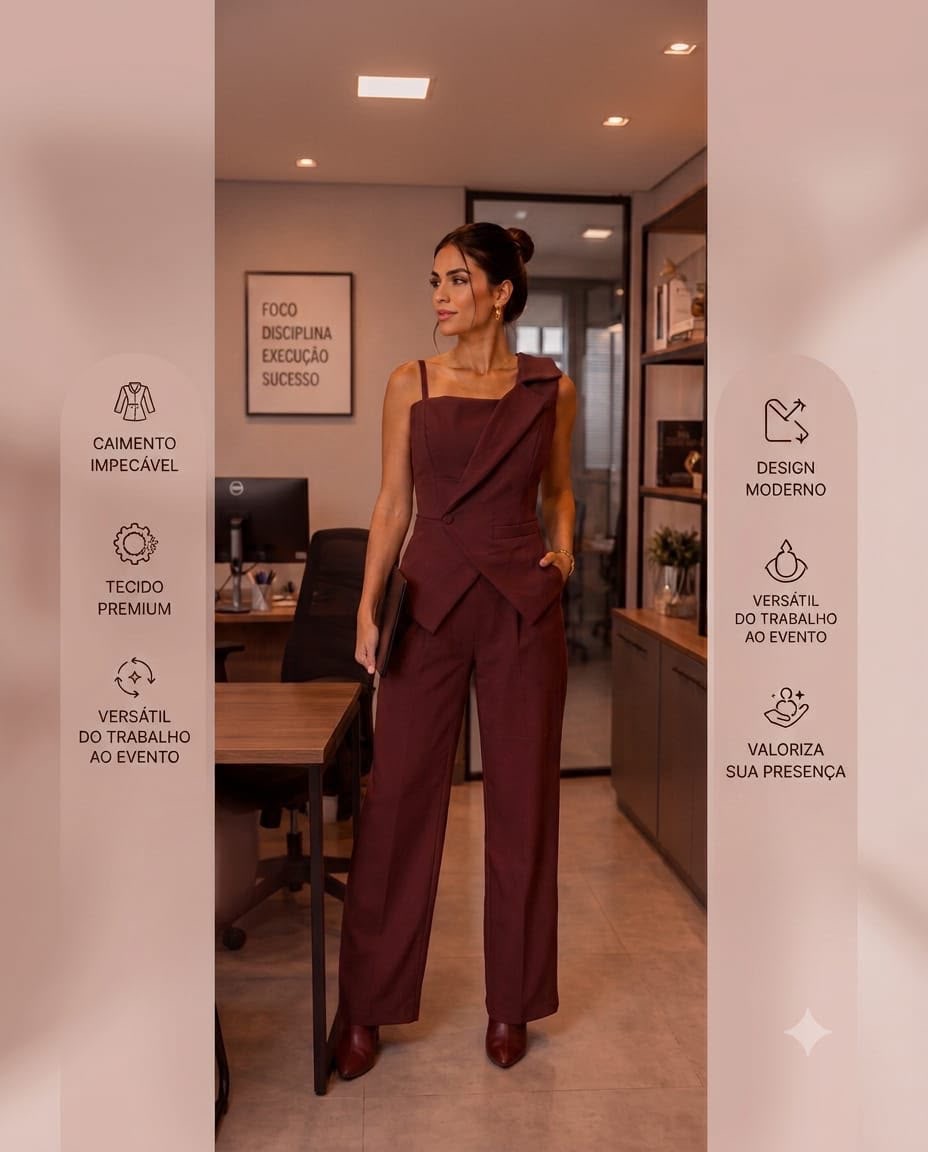 FOCO
DISCIPLINA
EXECUÇÃO
SUCESSO
CAIMENTO
IMPECÁVEL
TECIDO
PREMIUM
VERSÁTIL
DO TRABALHO
AO EVENTO
DESIGN
MODERNO
VERSÁTIL
DO TRABALHO
AO EVENTO
VALORIZA
SUA PRESENÇA